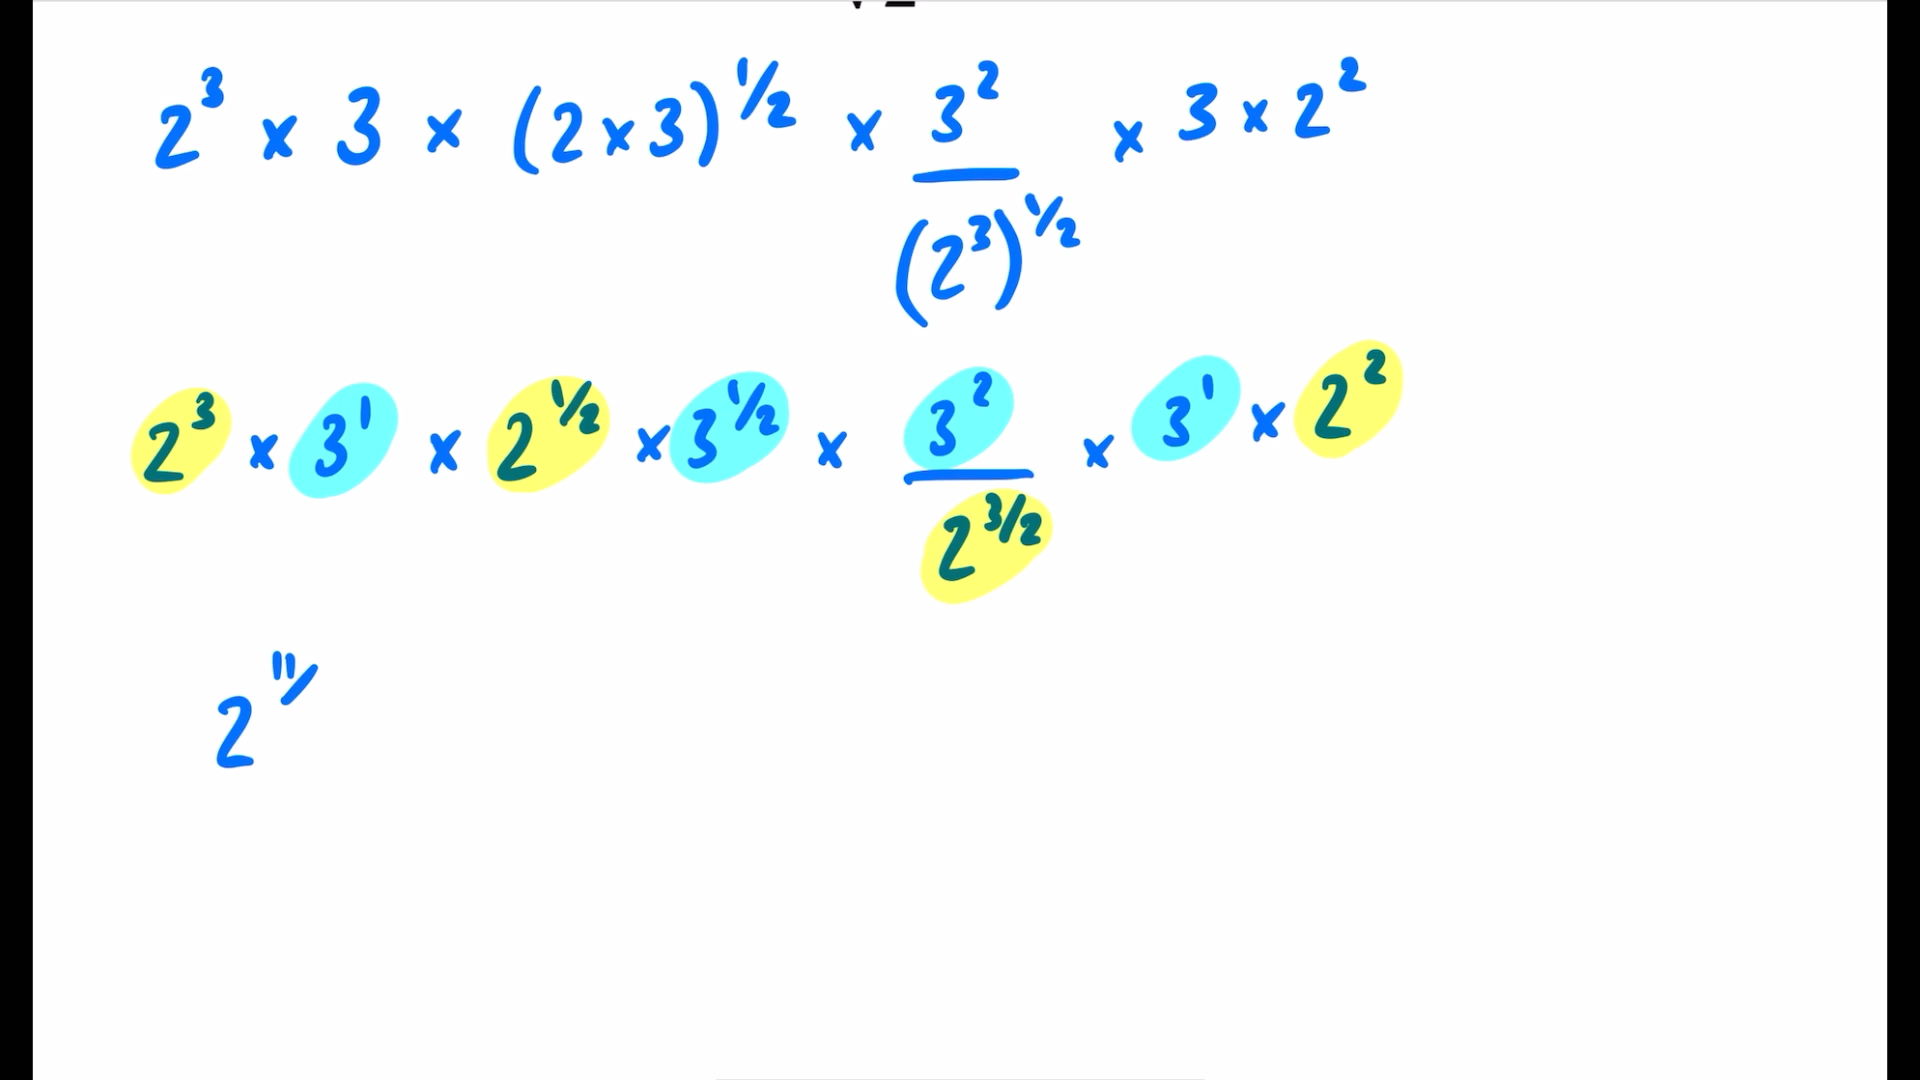 2³ × 3 × (2×3)^1/2 × 3²/(2³)^1/2 × 3 × 2²
2³ × 3¹ × 2^1/2 × 3^1/2 × 3²/2^3/2 × 3¹ × 2²
2^11/